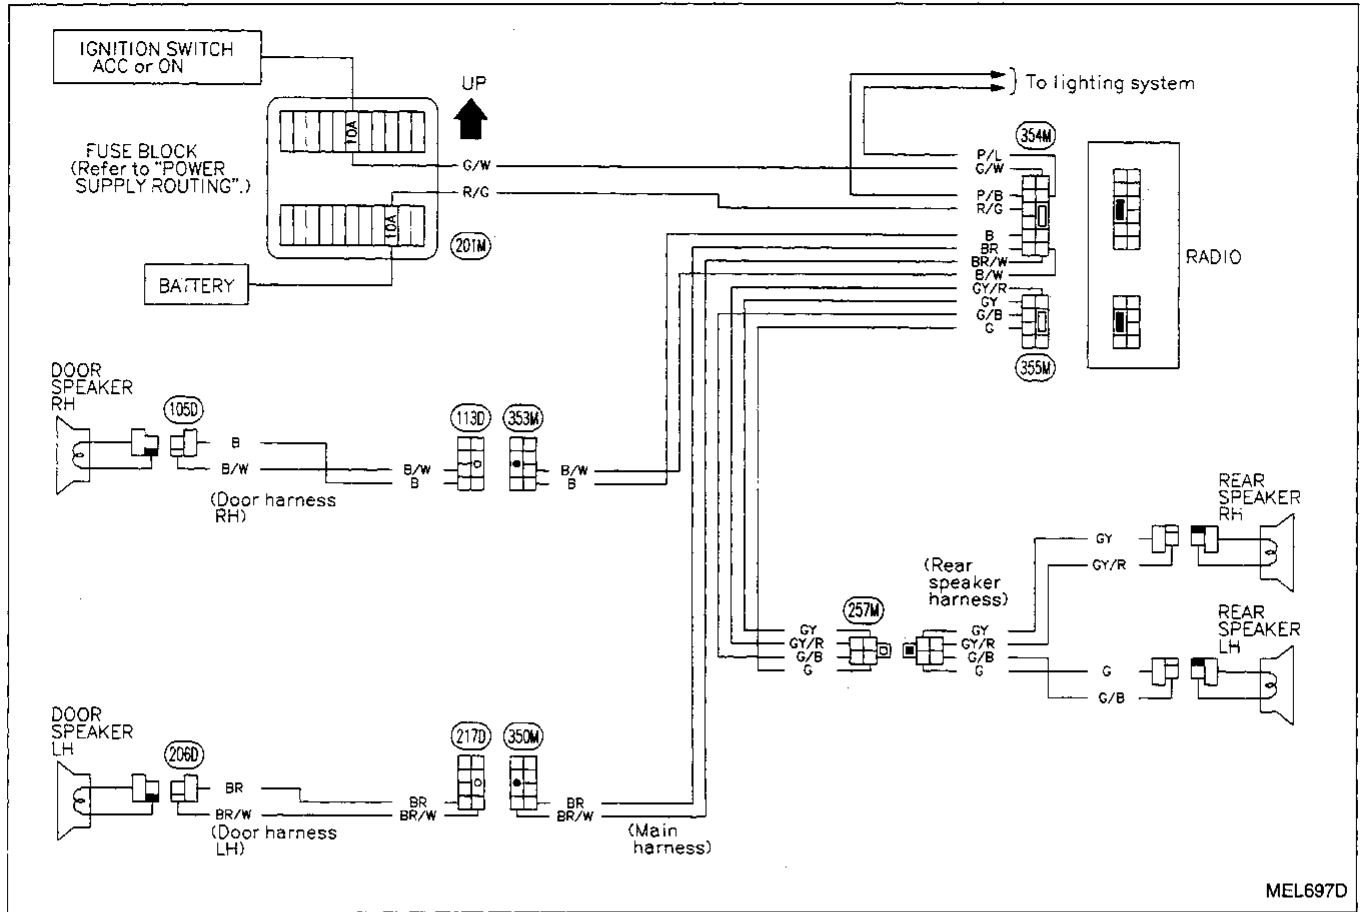 IGNITION SWITCH
ACC or ON
UP
To lighting system
354M
10A
FUSE BLOCK
(Refer to "POWER
SUPPLY ROUTING".)
G/W
R/G
P/L
G/W
P/B
R/G
10A
201M
B
BR
BR/W
B/W
RADIO
BATTERY
GY/R
GY
G/B
G
355M
DOOR
SPEAKER
RH
105D
113D
353M
B
B/W
B/W
B
B/W
B
(Door harness
RH)
REAR
SPEAKER
RH
GY
GY/R
(Rear
speaker
harness)
257M
GY
GY/R
G/B
G
GY
GY/R
G/B
G
REAR
SPEAKER
LH
G
G/B
DOOR
SPEAKER
LH
206D
217D
350M
BR
BR/W
BR
BR/W
BR
BR/W
(Door harness
LH)
(Main
harness)
MEL697D